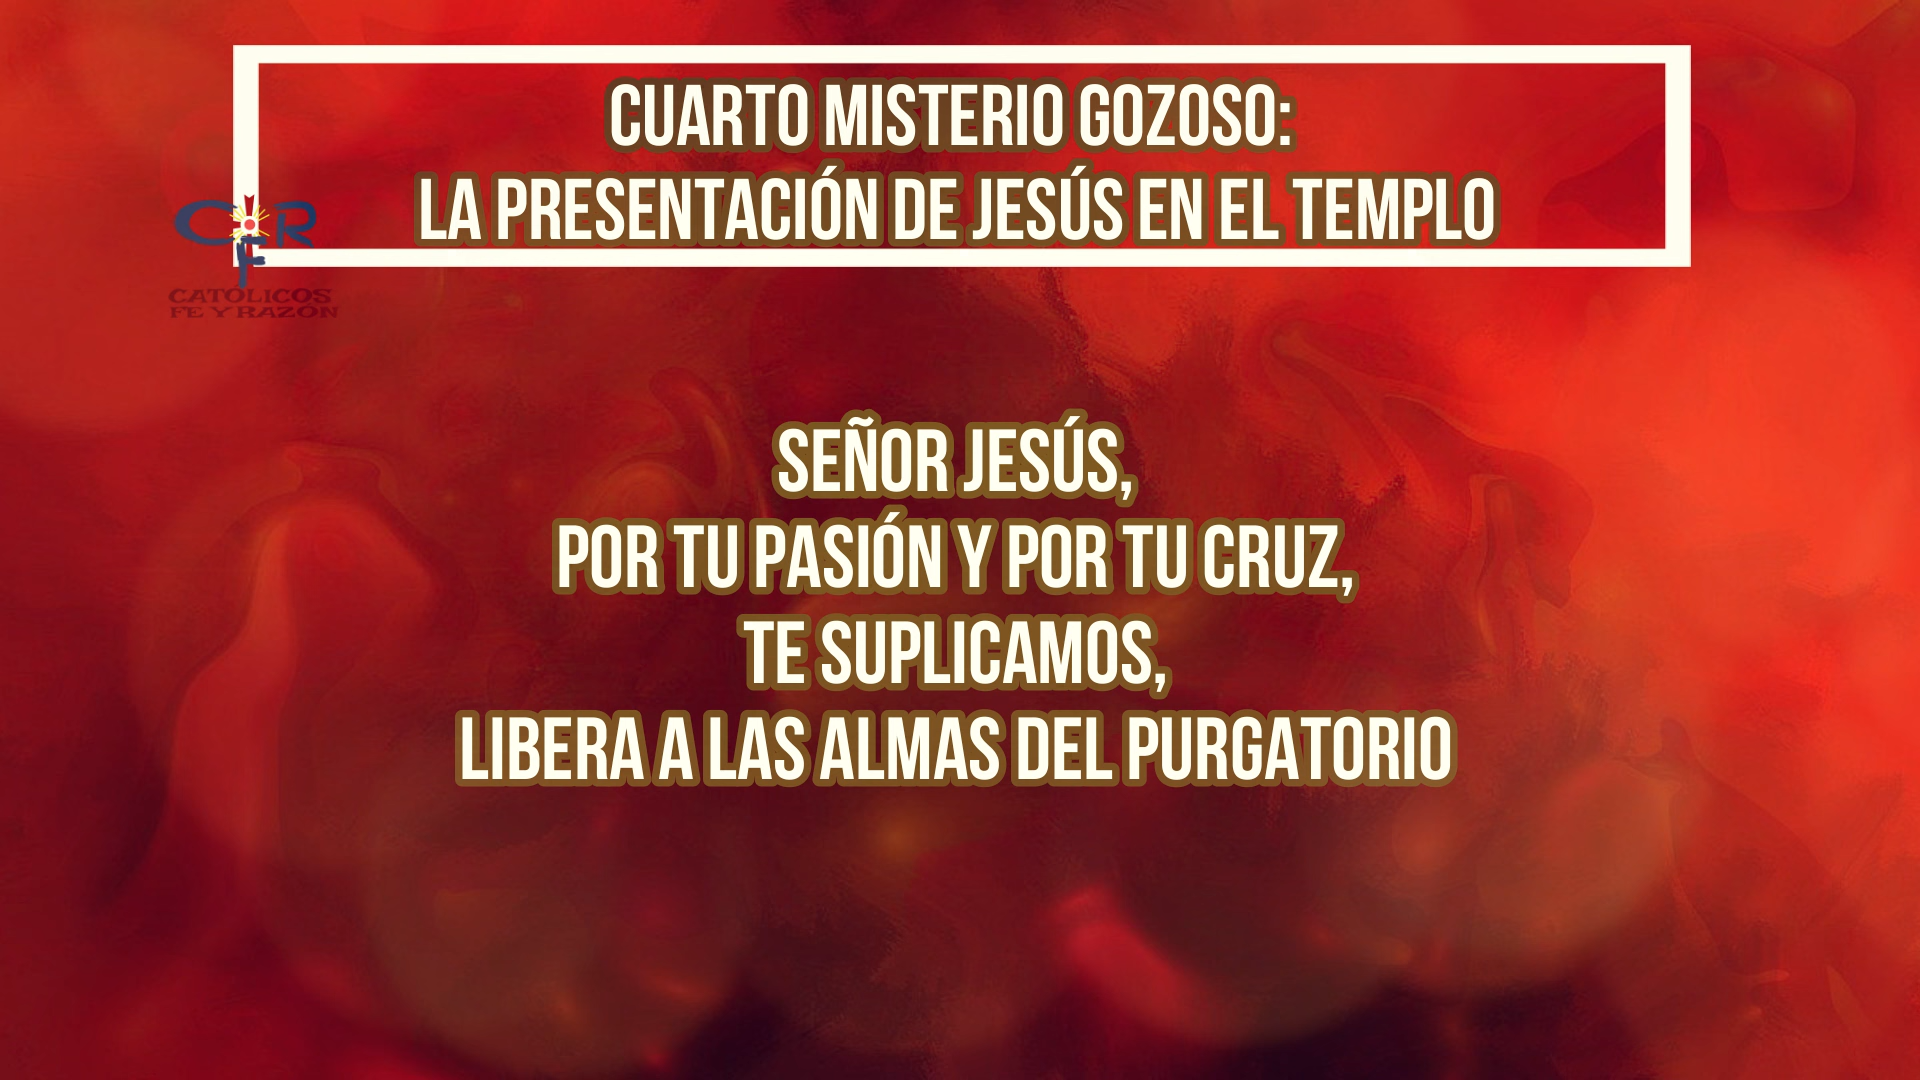 CUARTO MISTERIO GOZOSO:
LA PRESENTACIÓN DE JESÚS EN EL TEMPLO
CFR
CATÓLICOS
FE Y RAZÓN
SEÑOR JESÚS,
POR TU PASIÓN Y POR TU CRUZ,
TE SUPLICAMOS,
LIBERA A LAS ALMAS DEL PURGATORIO